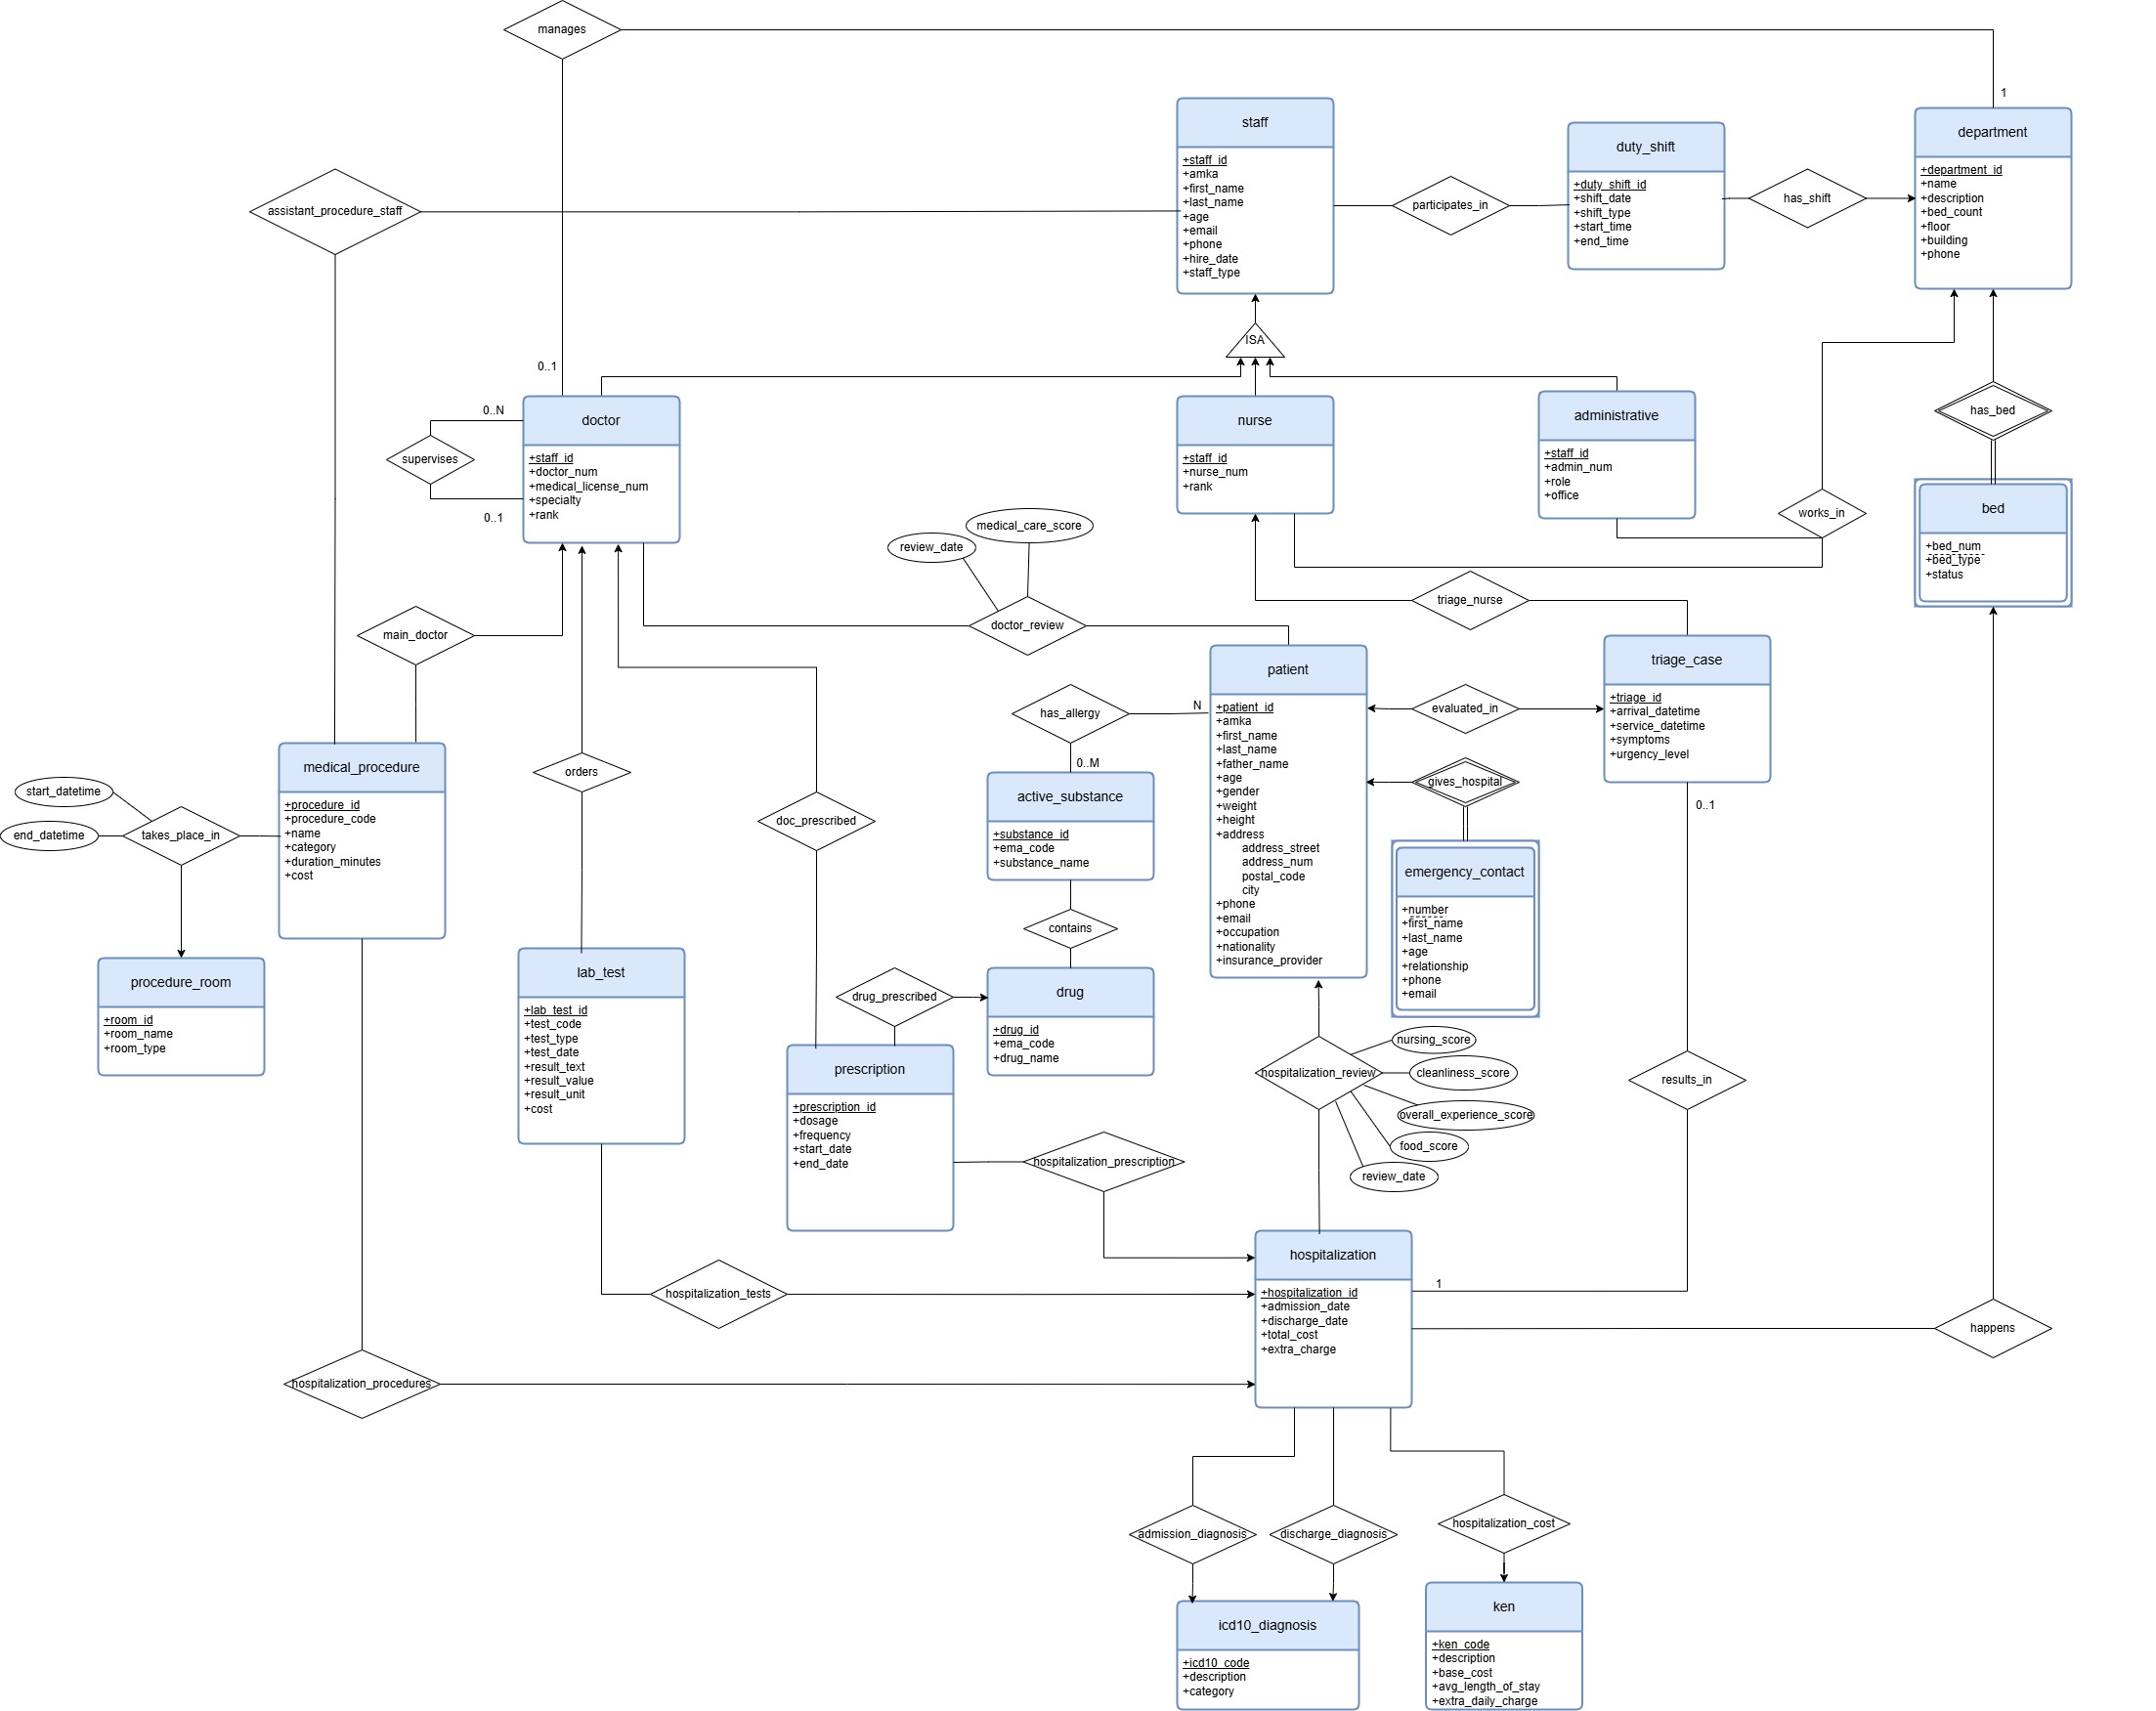 manages
1
staff
+staff_id
+amka
+first_name
+last_name
+age
+email
+phone
+hire_date
+staff_type
duty_shift
+duty_shift_id
+shift_date
+shift_type
+start_time
+end_time
department
+department_id
+name
+description
+bed_count
+floor
+building
+phone
assistant_procedure_staff
participates_in
has_shift
ISA
0..1
0..N
supervises
0..1
doctor
+staff_id
+doctor_num
+medical_license_num
+specialty
+rank
nurse
+staff_id
+nurse_num
+rank
administrative
+staff_id
+admin_num
+role
+office
has_bed
works_in
bed
+bed_num
+bed_type
+status
medical_care_score
review_date
doctor_review
triage_nurse
main_doctor
patient
+patient_id
+amka
+first_name
+last_name
+father_name
+age
+gender
+weight
+height
+address
address_street
address_num
postal_code
city
+phone
+email
+occupation
+nationality
+insurance_provider
triage_case
+triage_id
+arrival_datetime
+service_datetime
+symptoms
+urgency_level
has_allergy
N
0..M
evaluated_in
gives_hospital
0..1
medical_procedure
+procedure_id
+procedure_code
+name
+category
+duration_minutes
+cost
start_datetime
end_datetime
takes_place_in
orders
doc_prescribed
active_substance
+substance_id
+ema_code
+substance_name
emergency_contact
+number
+first_name
+last_name
+age
+relationship
+phone
+email
contains
procedure_room
+room_id
+room_name
+room_type
lab_test
+lab_test_id
+test_code
+test_type
+test_date
+result_text
+result_value
+result_unit
+cost
drug_prescribed
drug
+drug_id
+ema_code
+drug_name
prescription
+prescription_id
+dosage
+frequency
+start_date
+end_date
hospitalization_review
nursing_score
cleanliness_score
overall_experience_score
food_score
review_date
results_in
hospitalization_prescription
hospitalization
+hospitalization_id
+admission_date
+discharge_date
+total_cost
+extra_charge
1
hospitalization_tests
happens
hospitalization_procedures
admission_diagnosis
discharge_diagnosis
hospitalization_cost
icd10_diagnosis
+icd10_code
+description
+category
ken
+ken_code
+description
+base_cost
+avg_length_of_stay
+extra_daily_charge